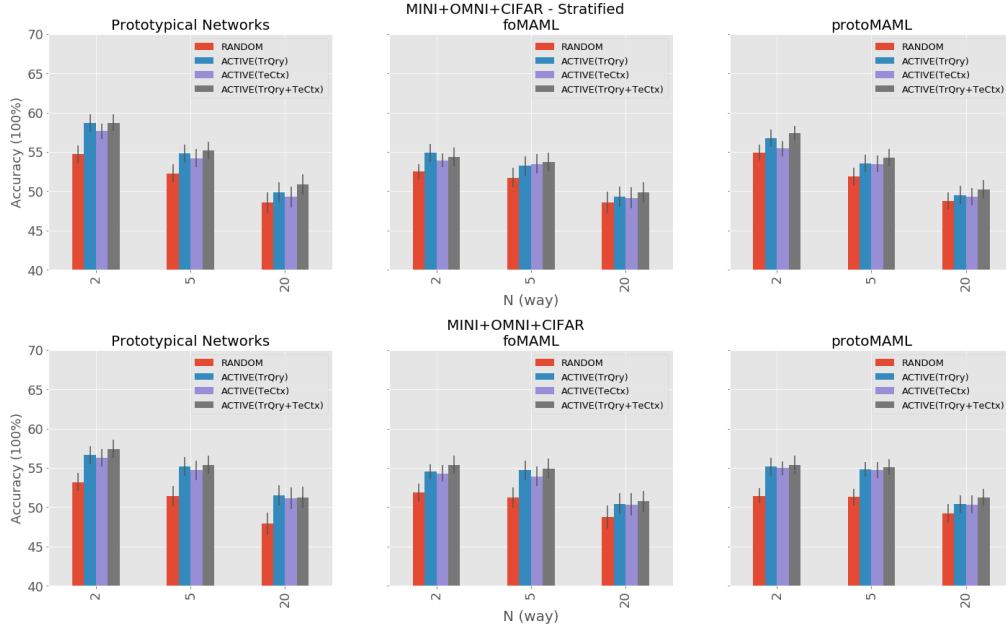 MINI+OMNI+CIFAR - Stratified
Prototypical Networks
foMAML
protoMAML
Accuracy (100%)
70
65
60
55
50
45
40
RANDOM
ACTIVE(TrQry)
ACTIVE(TeCtx)
ACTIVE(TrQry+TeCtx)
RANDOM
ACTIVE(TrQry)
ACTIVE(TeCtx)
ACTIVE(TrQry+TeCtx)
RANDOM
ACTIVE(TrQry)
ACTIVE(TeCtx)
ACTIVE(TrQry+TeCtx)
2 5 20
2 5 20
2 5 20
N (way)
MINI+OMNI+CIFAR
Prototypical Networks
foMAML
protoMAML
Accuracy (100%)
70
65
60
55
50
45
40
RANDOM
ACTIVE(TrQry)
ACTIVE(TeCtx)
ACTIVE(TrQry+TeCtx)
RANDOM
ACTIVE(TrQry)
ACTIVE(TeCtx)
ACTIVE(TrQry+TeCtx)
RANDOM
ACTIVE(TrQry)
ACTIVE(TeCtx)
ACTIVE(TrQry+TeCtx)
2 5 20
2 5 20
2 5 20
N (way)